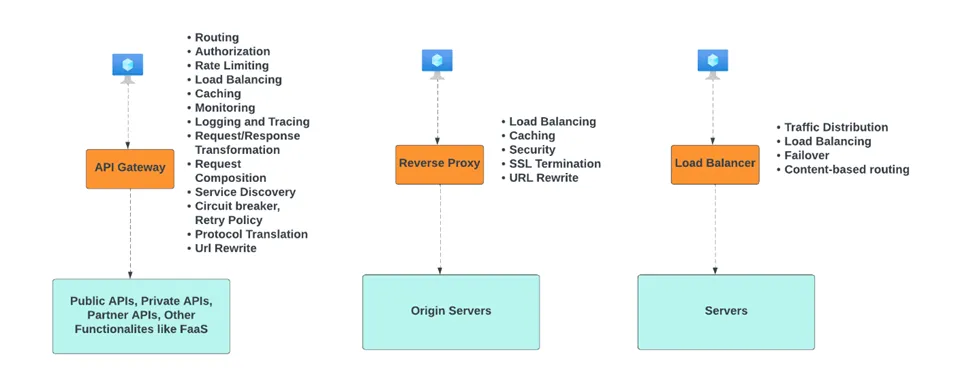 • Routing
• Authorization
• Rate Limiting
• Load Balancing
• Caching
• Monitoring
• Logging and Tracing
• Request/Response
Transformation
• Request
Composition
• Service Discovery
• Circuit breaker,
Retry Policy
• Protocol Translation
• Url Rewrite
API Gateway
Public APIs, Private APIs,
Partner APIs, Other
Functionalites like FaaS
• Load Balancing
• Caching
• Security
• SSL Termination
• URL Rewrite
Reverse Proxy
Origin Servers
• Traffic Distribution
• Load Balancing
• Failover
• Content-based routing
Load Balancer
Servers